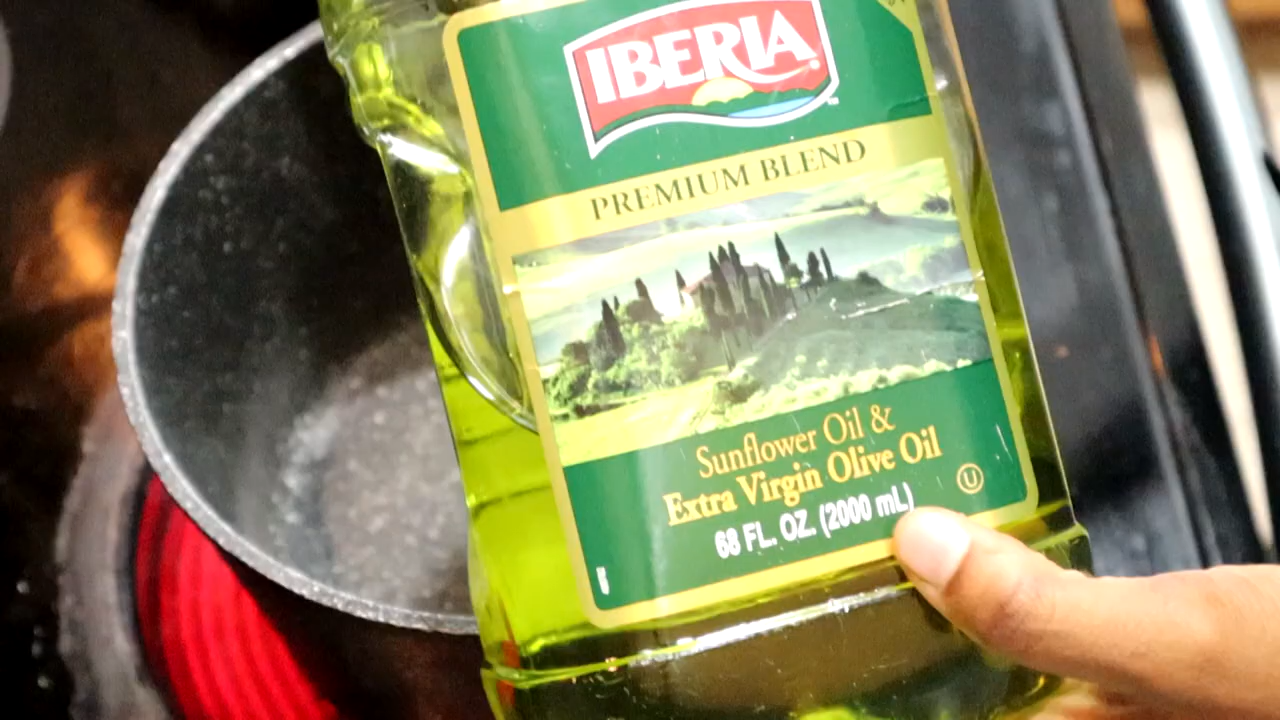 IBERIA
PREMIUM BLEND
Sunflower Oil &
Extra Virgin Olive Oil
68 FL. OZ. (2000 mL)
U